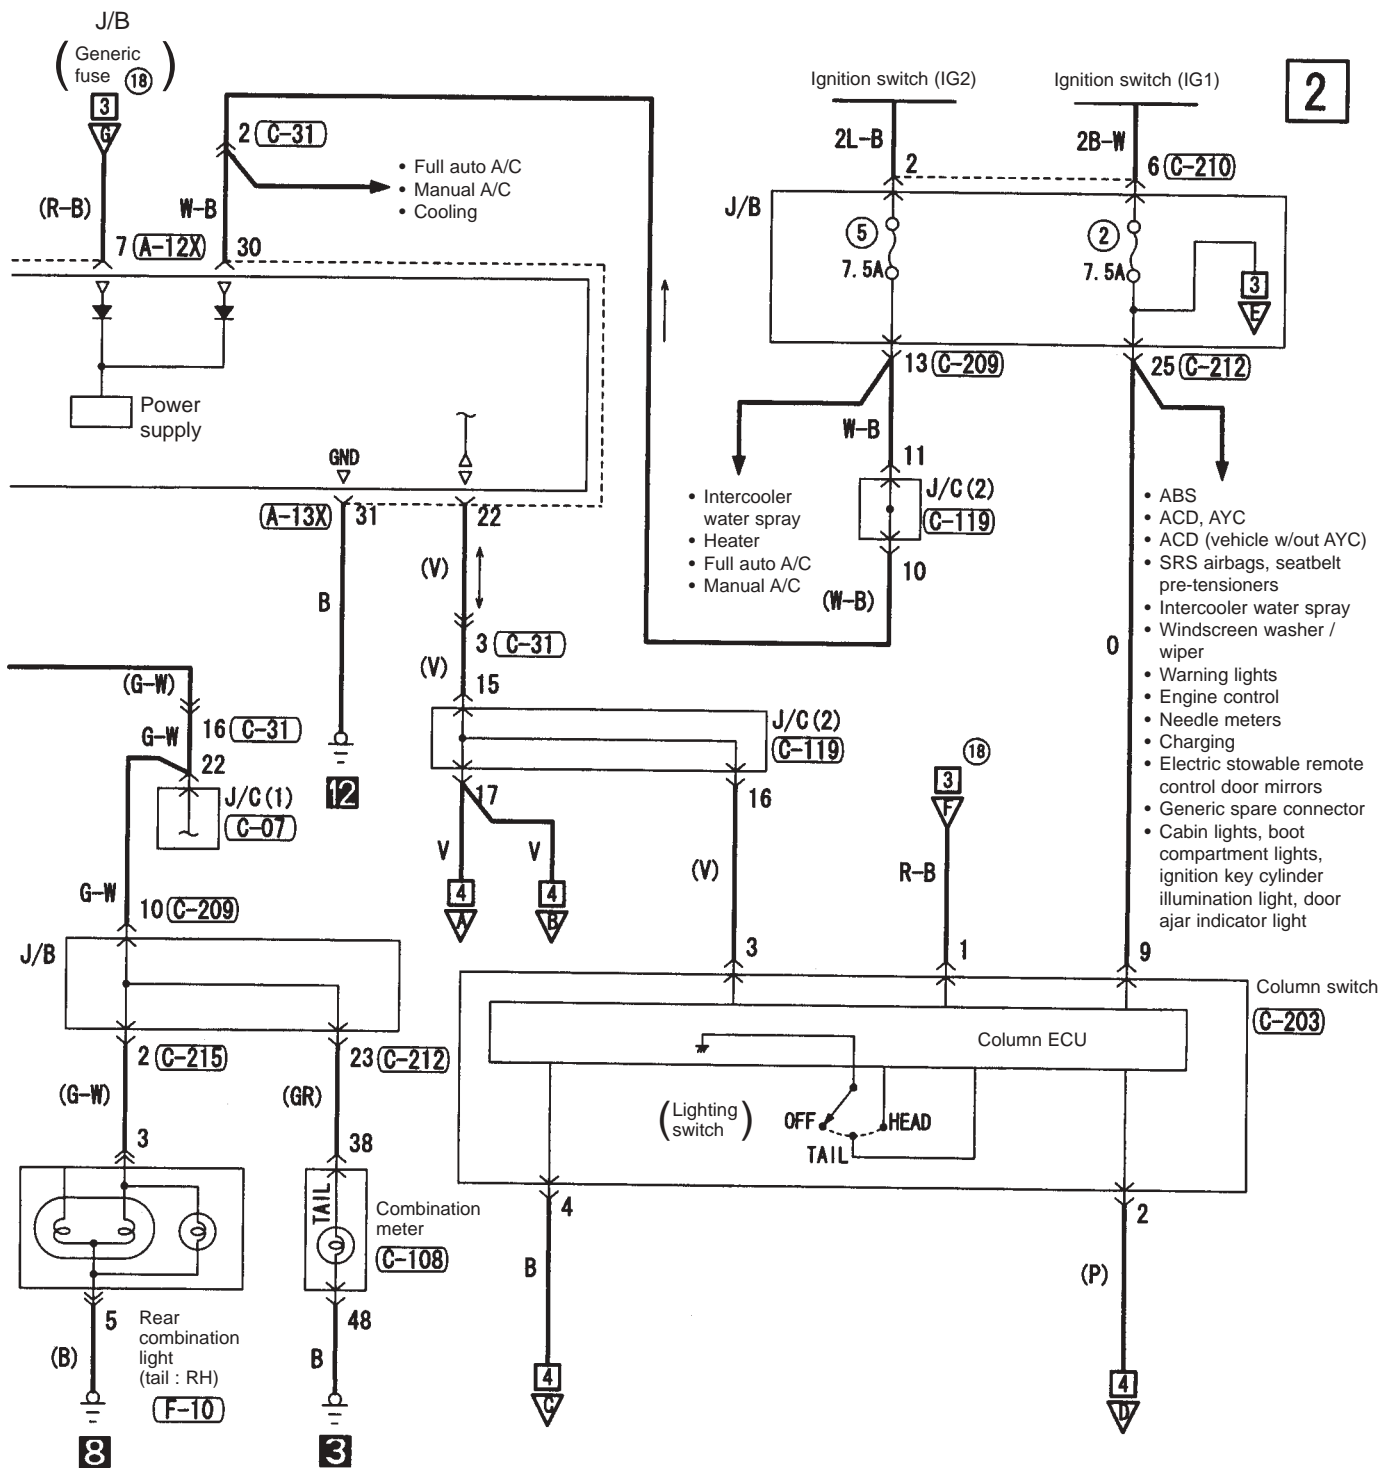 J/B
(Generic
fuse (18))
3
G
(R-B)
7 (A-12X) 30
2 (C-31)
W-B
• Full auto A/C
• Manual A/C
• Cooling
Ignition switch (IG2)
Ignition switch (IG1)
2
2L-B
2B-W
2
6 (C-210)
J/B
5
7.5A
2
7.5A
3
E
13 (C-209)
25 (C-212)
Power
supply
GND
(A-13X) 31
22
W-B
11
J/C (2)
(C-119)
10
(W-B)
• Intercooler
water spray
• Heater
• Full auto A/C
• Manual A/C
• ABS
• ACD, AYC
• ACD (vehicle w/out AYC)
• SRS airbags, seatbelt
pre-tensioners
• Intercooler water spray
• Windscreen washer /
wiper
• Warning lights
• Engine control
• Needle meters
• Charging
• Electric stowable remote
control door mirrors
• Generic spare connector
• Cabin lights, boot
compartment lights,
ignition key cylinder
illumination light, door
ajar indicator light
(V)
B
3 (C-31)
(V)
15
O
(G-W)
16 (C-31)
G-W
22
J/C (1)
(C-07)
12
J/C (2)
(C-119)
17
16
V
V
4
A
4
B
(V)
18
3
F
R-B
G-W
10 (C-209)
J/B
3
1
9
Column switch
(C-203)
Column ECU
2 (C-215)
23 (C-212)
(G-W)
(GR)
(Lighting
switch)
OFF
HEAD
TAIL
3
38
TAIL
Combination
meter
(C-108)
4
2
B
(P)
5
Rear
combination
light
(tail : RH)
(F-10)
48
(B)
B
4
C
4
D
8
3